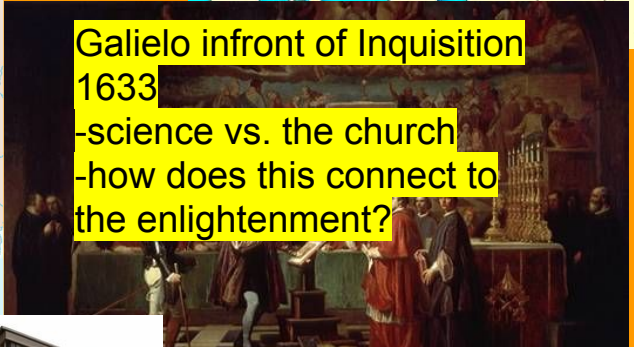 Galielo infront of Inquisition
1633
-science vs. the church
-how does this connect to
the enlightenment?